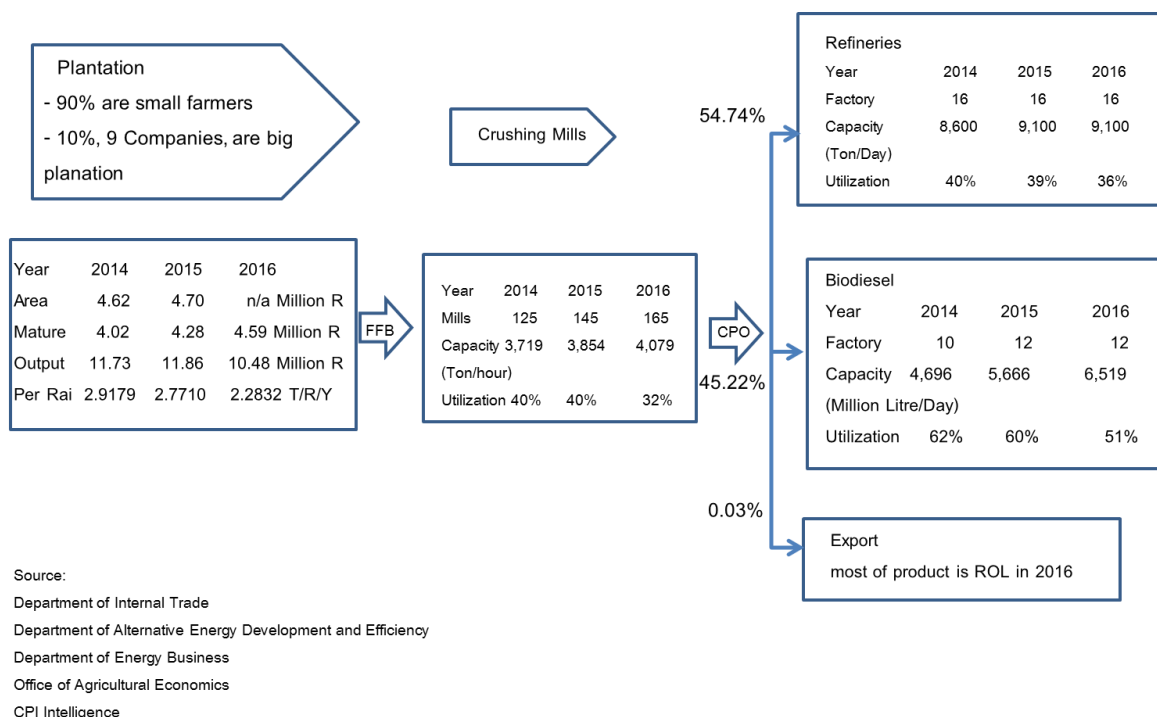 Plantation
- 90% are small farmers
- 10%, 9 Companies, are big
planation
Crushing Mills
Year 2014 2015 2016
Area 4.62 4.70 n/a Million R
Mature 4.02 4.28 4.59 Million R
Output 11.73 11.86 10.48 Million R
Per Rai 2.9179 2.7710 2.2832 T/R/Y
FFB
Year 2014 2015 2016
Mills 125 145 165
Capacity 3,719 3,854 4,079
(Ton/hour)
Utilization 40% 40% 32%
CPO
54.74%
45.22%
0.03%
Refineries
Year 2014 2015 2016
Factory 16 16 16
Capacity 8,600 9,100 9,100
(Ton/Day)
Utilization 40% 39% 36%
Biodiesel
Year 2014 2015 2016
Factory 10 12 12
Capacity 4,696 5,666 6,519
(Million Litre/Day)
Utilization 62% 60% 51%
Export
most of product is ROL in 2016
Source:
Department of Internal Trade
Department of Alternative Energy Development and Efficiency
Department of Energy Business
Office of Agricultural Economics
CPI Intelligence